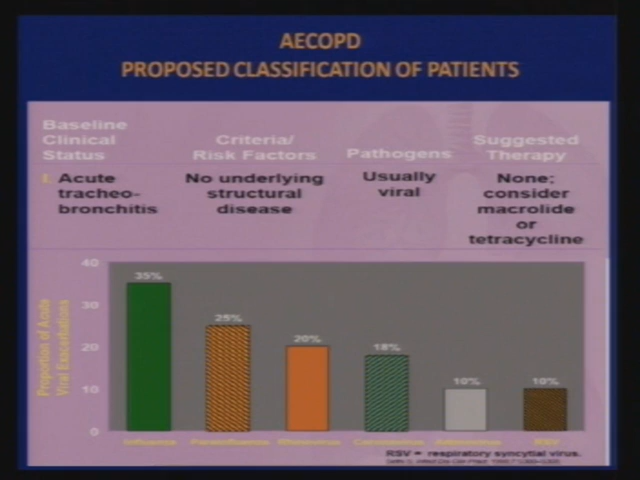 AECOPD
PROPOSED CLASSIFICATION OF PATIENTS
Baseline Clinical Status
Criteria/ Risk Factors
Pathogens
Suggested Therapy
I. Acute tracheo-bronchitis
No underlying structural disease
Usually viral
None; consider macrolide or tetracycline
Proportion of Acute
Viral Exacerbations
40
30
20
10
0
35%
25%
20%
18%
10%
10%
Influenza
Parainfluenza
Rhinovirus
Coronavirus
Adenovirus
RSV
RSV = respiratory syncytial virus.